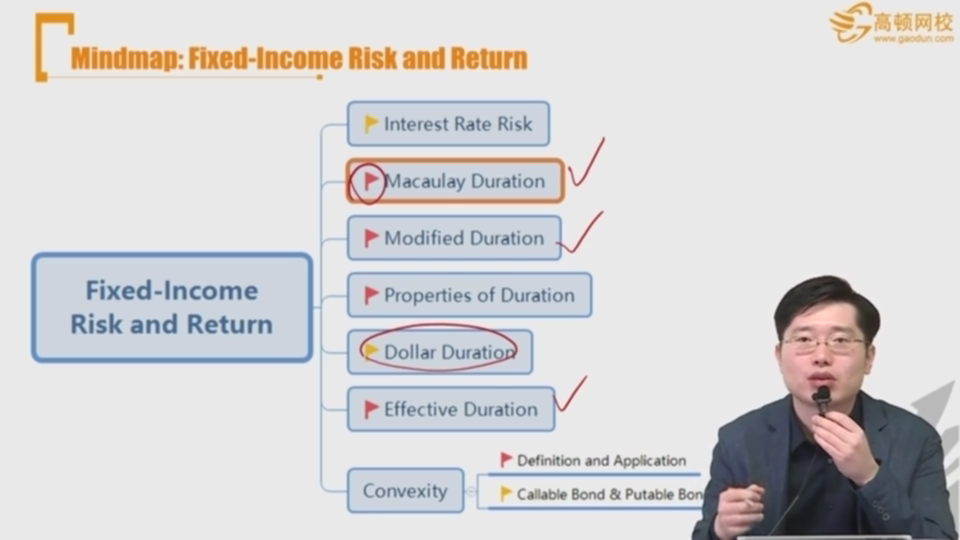 Mindmap: Fixed-Income Risk and Return
高顿网校
www.gaodun.com
Interest Rate Risk
Macaulay Duration
Modified Duration
Fixed-Income
Risk and Return
Properties of Duration
Dollar Duration
Effective Duration
Convexity
Definition and Application
Callable Bond & Putable Bon